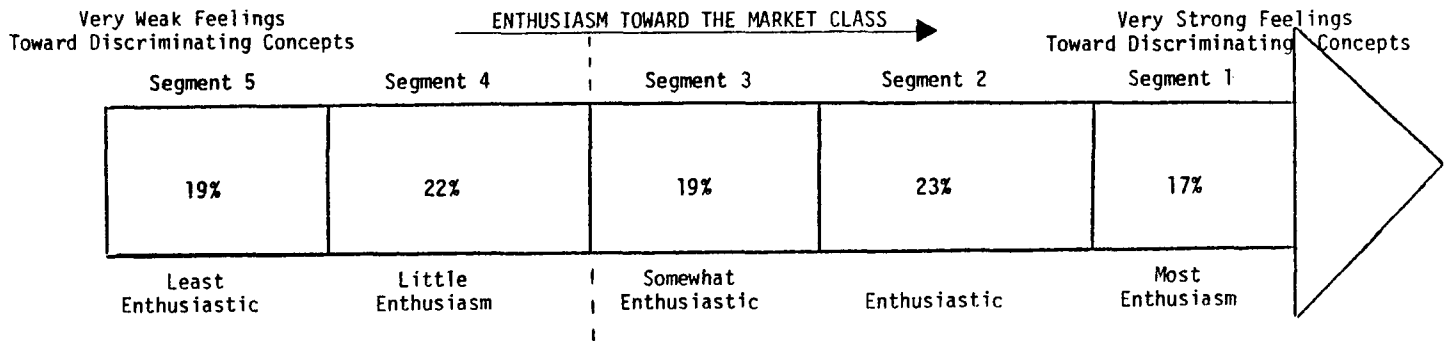 Very Weak Feelings
Toward Discriminating Concepts
ENTHUSIASM TOWARD THE MARKET CLASS
Very Strong Feelings
Toward Discriminating Concepts
Segment 5 Segment 4 Segment 3 Segment 2 Segment 1
19% 22% 19% 23% 17%
Least
Enthusiastic
Little
Enthusiasm
Somewhat
Enthusiastic
Enthusiastic
Most
Enthusiasm